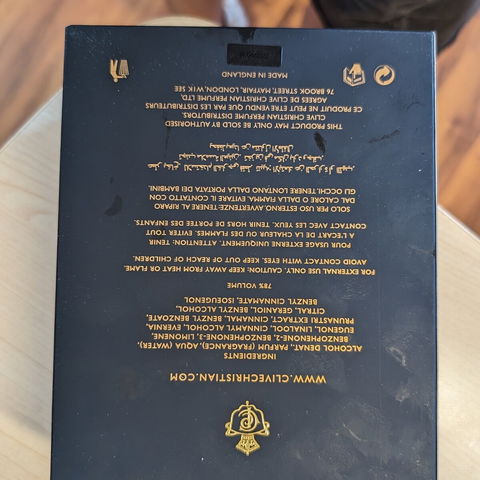 WWW.CLIVECHRISTIAN.COM
INGREDIENTS
ALCOHOL DENAT., PARFUM (FRAGRANCE), AQUA (WATER),
BENZOPHENONE-2, BENZOPHENONE-3, LIMONENE,
EUGENOL, LINALOOL, CINNAMYL ALCOHOL, EVERNIA
PRUNASTRI EXTRACT, CINNAMAL, BENZYL BENZOATE,
CITRAL, GERANIOL, BENZYL ALCOHOL,
BENZYL CINNAMATE, ISOEUGENOL
78% VOLUME
FOR EXTERNAL USE ONLY. CAUTION: KEEP AWAY FROM HEAT OR FLAME.
AVOID CONTACT WITH EYES. KEEP OUT OF REACH OF CHILDREN.
POUR USAGE EXTERNE UNIQUEMENT. ATTENTION: TENIR
A L'ECART DE LA CHALEUR OU DES FLAMMES. EVITER TOUT
CONTACT AVEC LES YEUX. TENIR HORS DE PORTEE DES ENFANTS.
SOLO PER USO ESTERNO. AVVERTENZE: TENERE AL RIPARO
DAL CALORE O DALLA FIAMMA. EVITARE IL CONTATTO CON
GLI OCCHI. TENERE LONTANO DALLA PORTATA DEI BAMBINI.
THIS PRODUCT MAY ONLY BE SOLD BY AUTHORISED
CLIVE CHRISTIAN PERFUME DISTRIBUTORS.
CE PRODUIT NE PEUT ETRE VENDU QUE PAR LES DISTRIBUTEURS
AGREES DE CLIVE CHRISTIAN PERFUME LTD.
76 BROOK STREET, MAYFAIR, LONDON, W1K 5EE
MADE IN ENGLAND